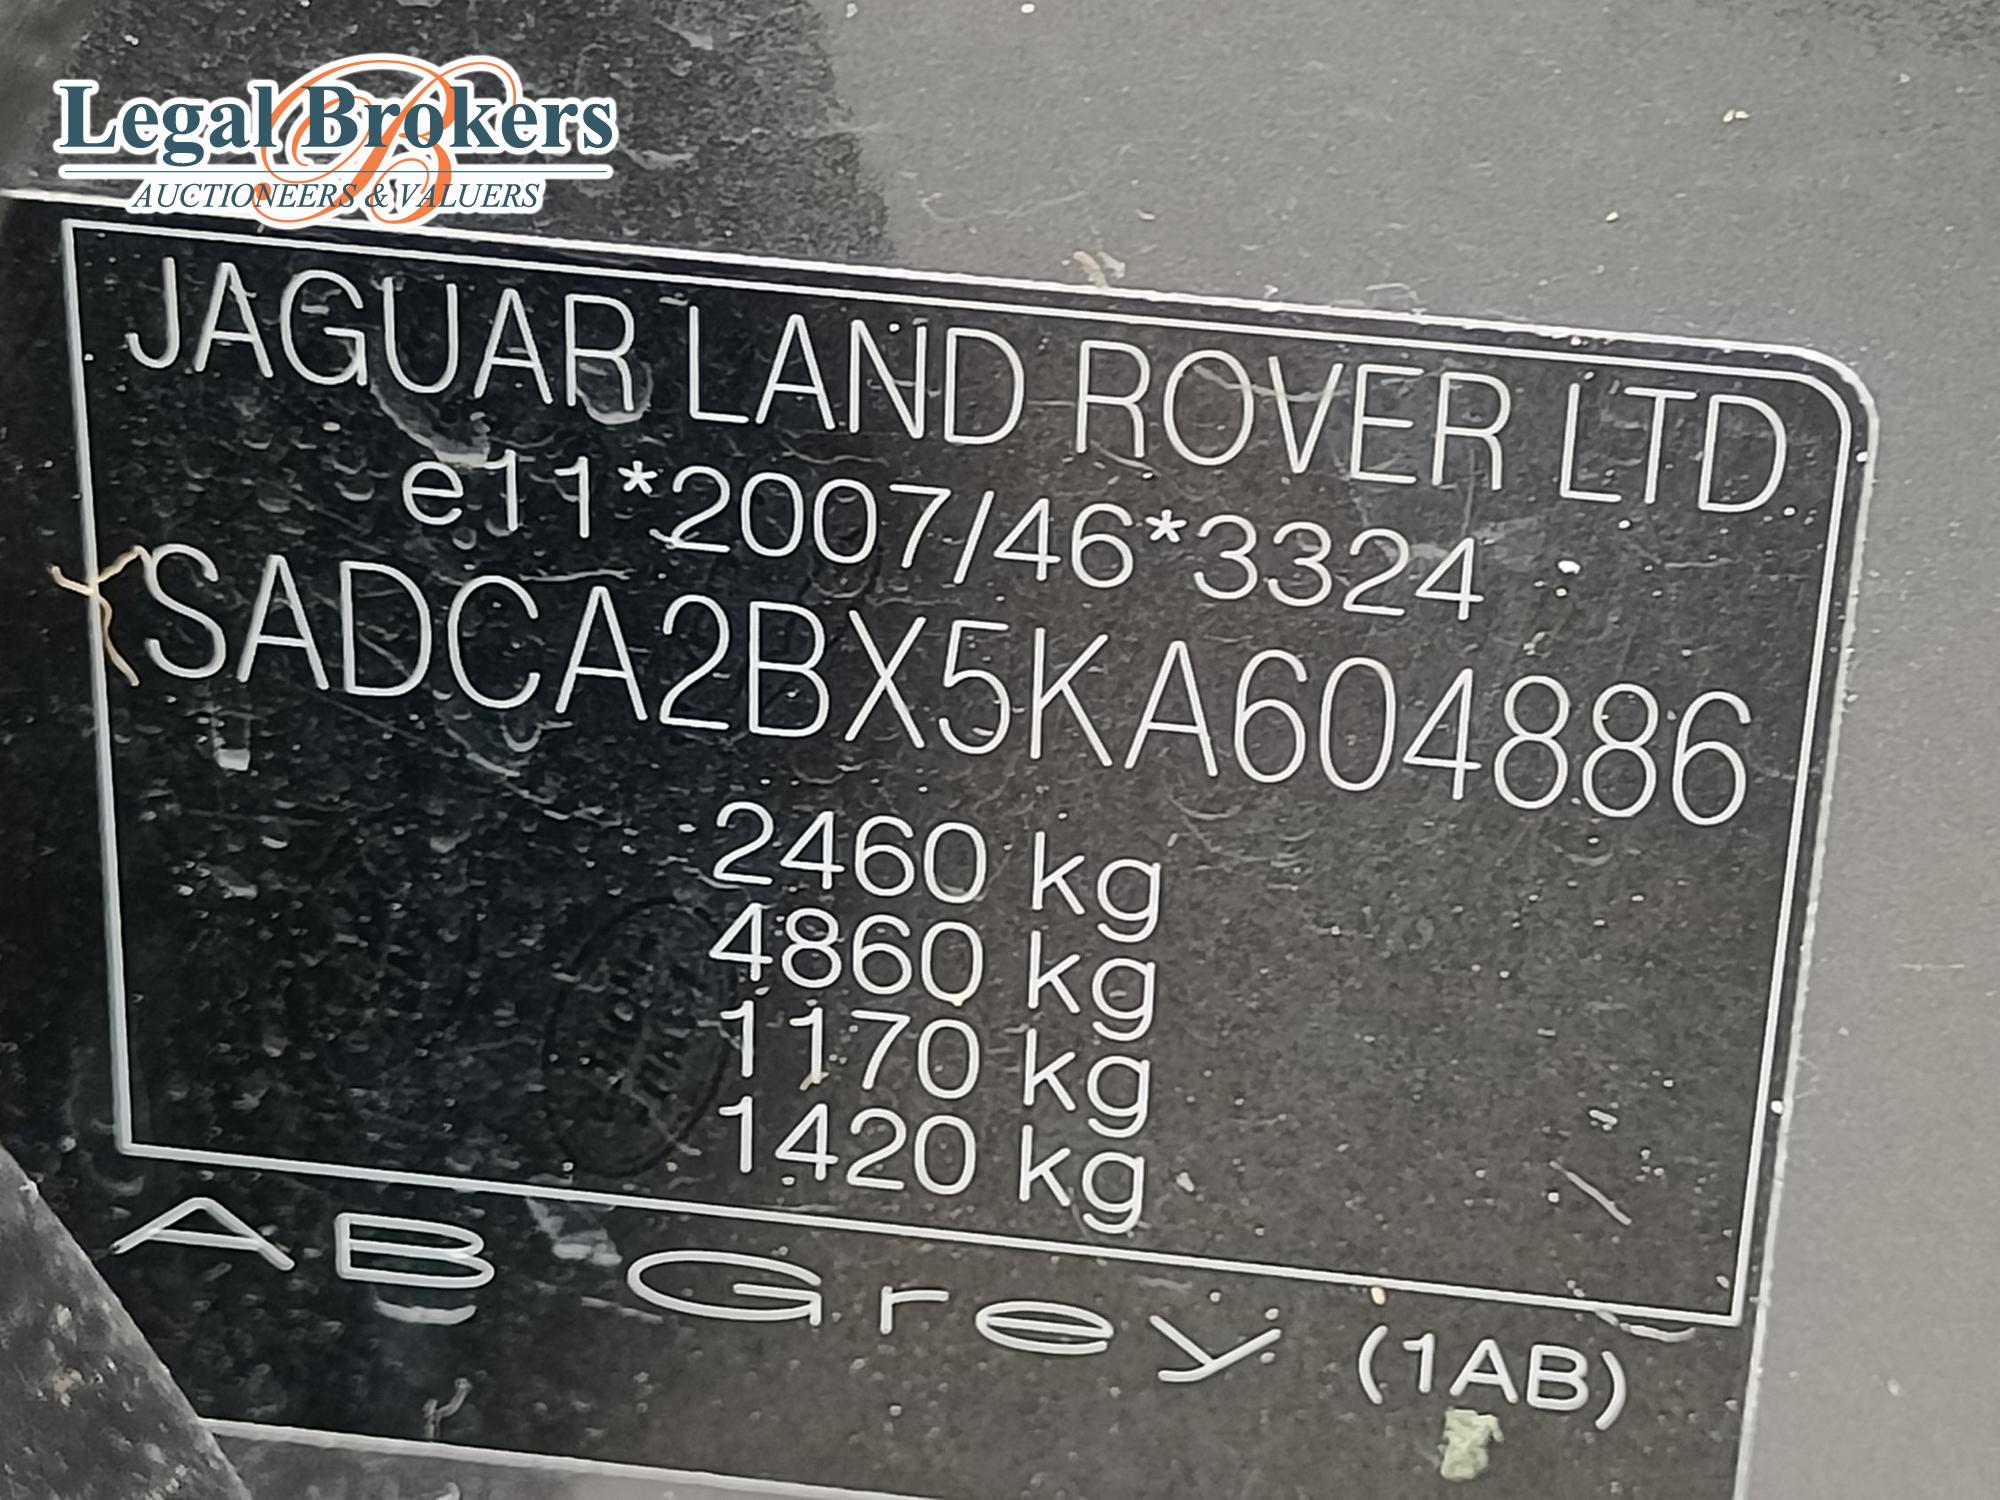 Legal Brokers
AUCTIONEERS & VALUERS
JAGUAR LAND ROVER LTD.
e11*2007/46*3324
SADCA2BX5KA604886
2460 kg
4860 kg
1170 kg
1420 kg
AB Grey (1AB)